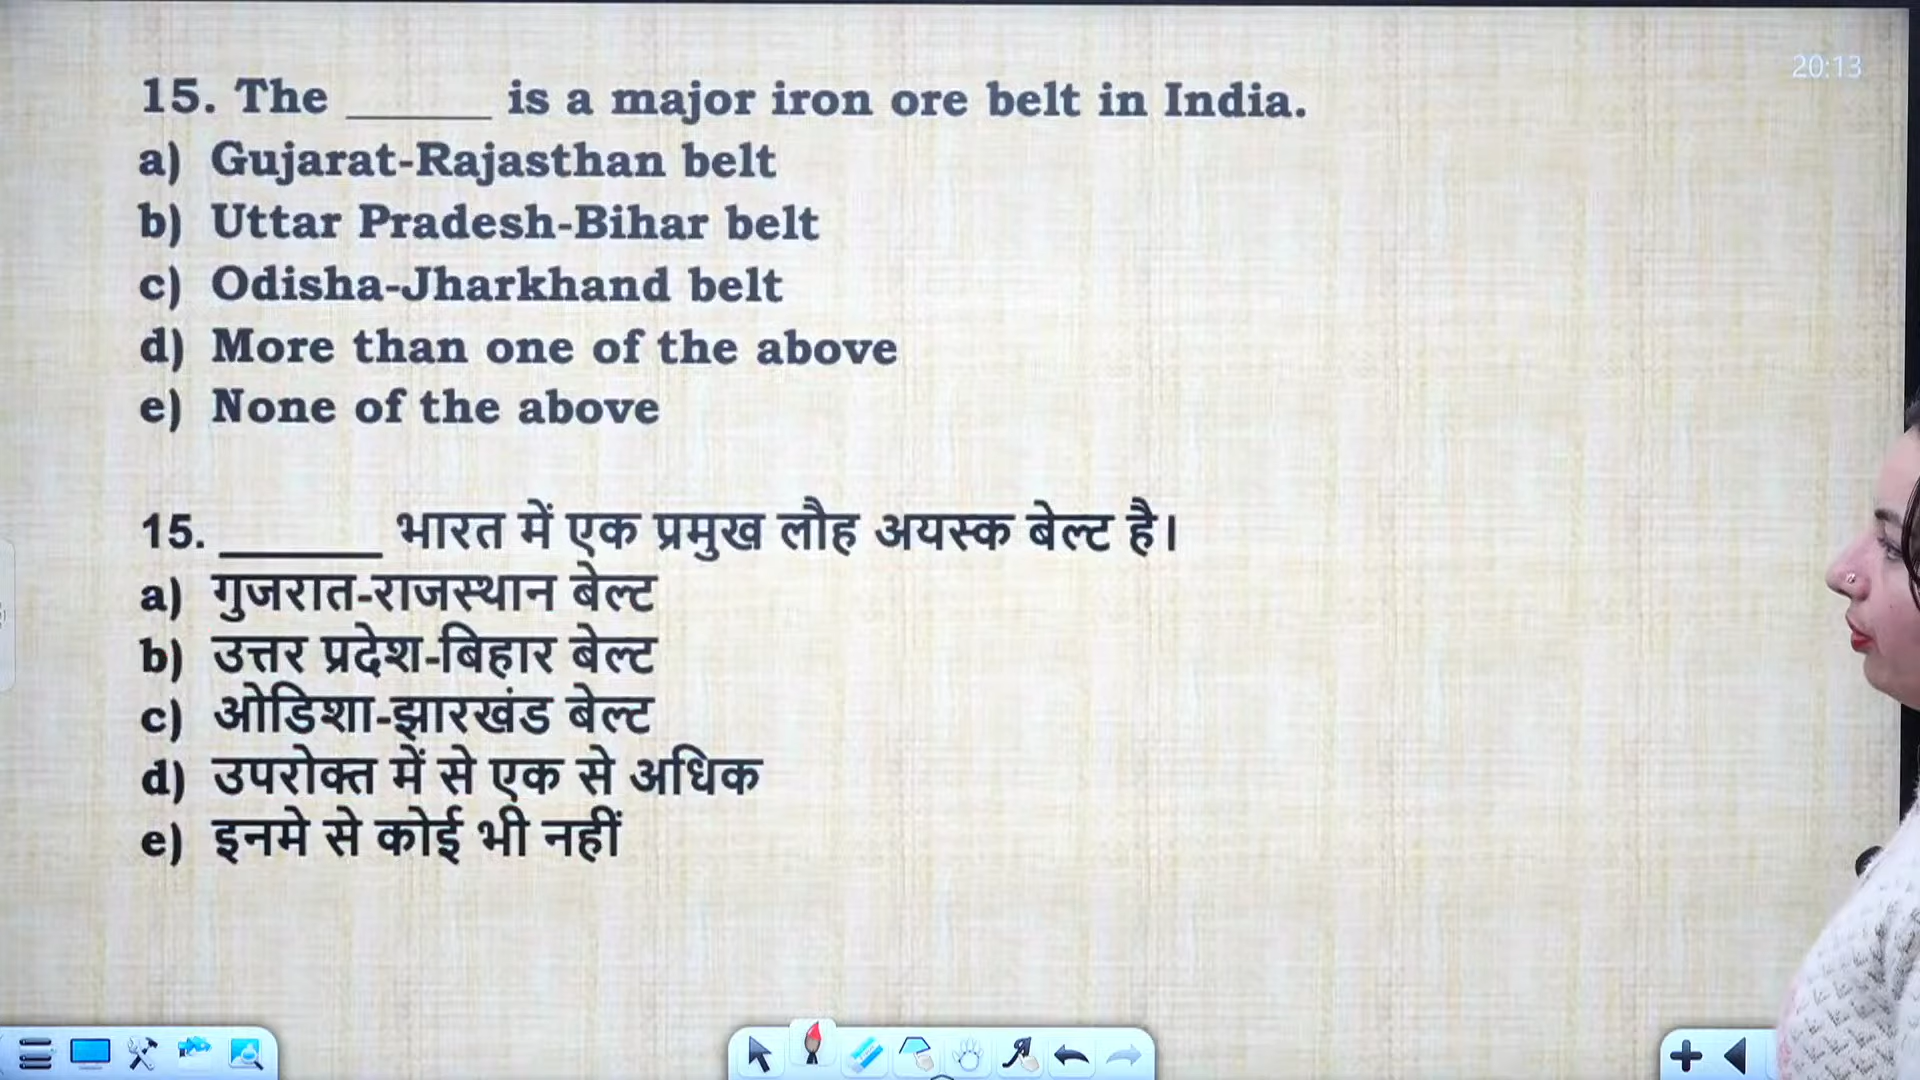 20:13
15. The ______ is a major iron ore belt in India.
a) Gujarat-Rajasthan belt
b) Uttar Pradesh-Bihar belt
c) Odisha-Jharkhand belt
d) More than one of the above
e) None of the above
15. ______ भारत में एक प्रमुख लौह अयस्क बेल्ट है।
a) गुजरात-राजस्थान बेल्ट
b) उत्तर प्रदेश-बिहार बेल्ट
c) ओडिशा-झारखंड बेल्ट
d) उपरोक्त में से एक से अधिक
e) इनमे से कोई भी नहीं